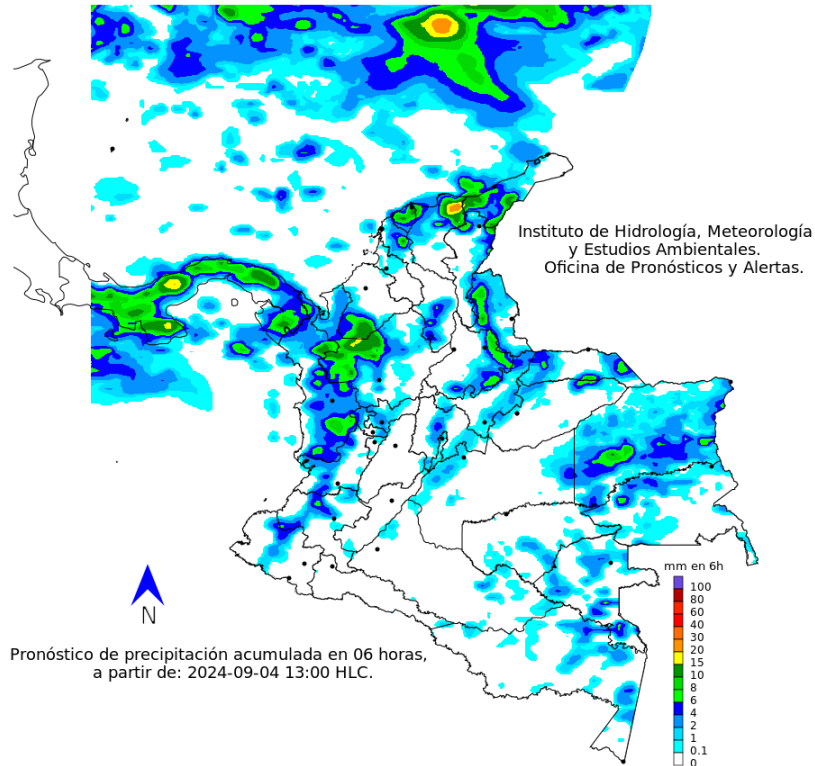 Instituto de Hidrología, Meteorología
y Estudios Ambientales.
Oficina de Pronósticos y Alertas.
mm en 6h
100
80
60
40
30
20
15
10
8
6
4
2
1
0.1
0
N
Pronóstico de precipitación acumulada en 06 horas,
a partir de: 2024-09-04 13:00 HLC.